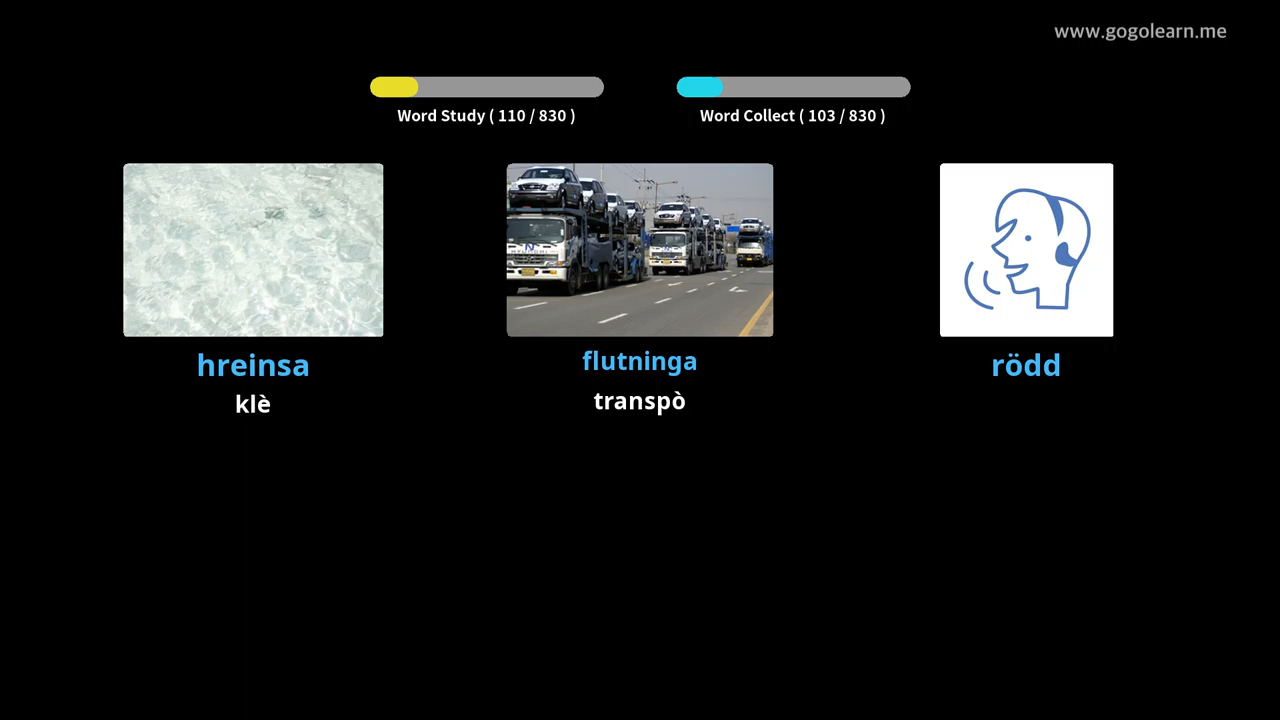 www.gogolearn.me
Word Study ( 110 / 830 )
Word Collect ( 103 / 830 )
hreinsa
klè
flutninga
transpò
rödd